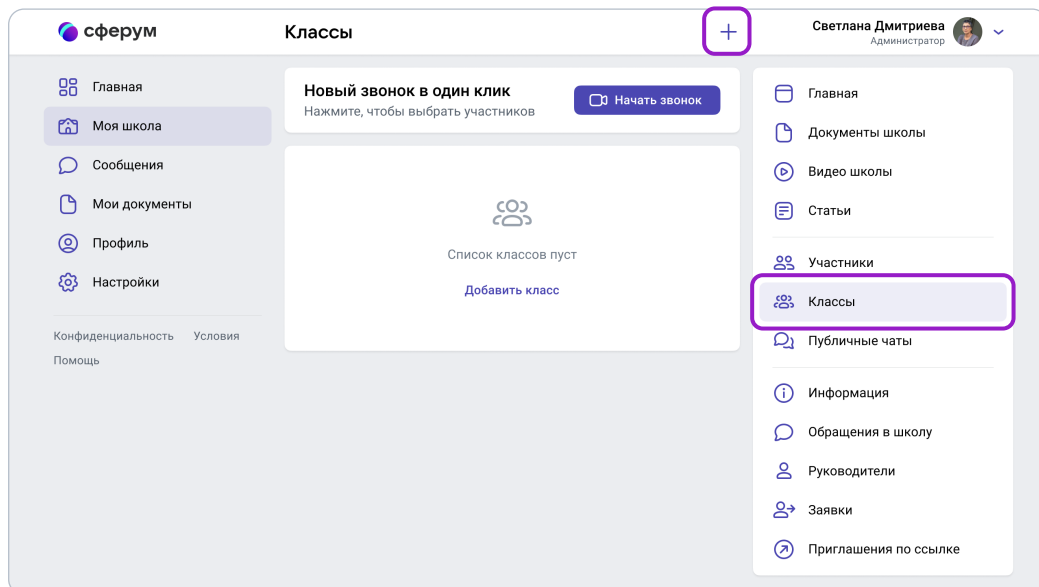 сферум
Классы
Светлана Дмитриева
Администратор
Главная
Моя школа
Сообщения
Мои документы
Профиль
Настройки
Конфиденциальность Условия
Помощь
Новый звонок в один клик
Нажмите, чтобы выбрать участников
Начать звонок
Список классов пуст
Добавить класс
Главная
Документы школы
Видео школы
Статьи
Участники
Классы
Публичные чаты
Информация
Обращения в школу
Руководители
Заявки
Приглашения по ссылке